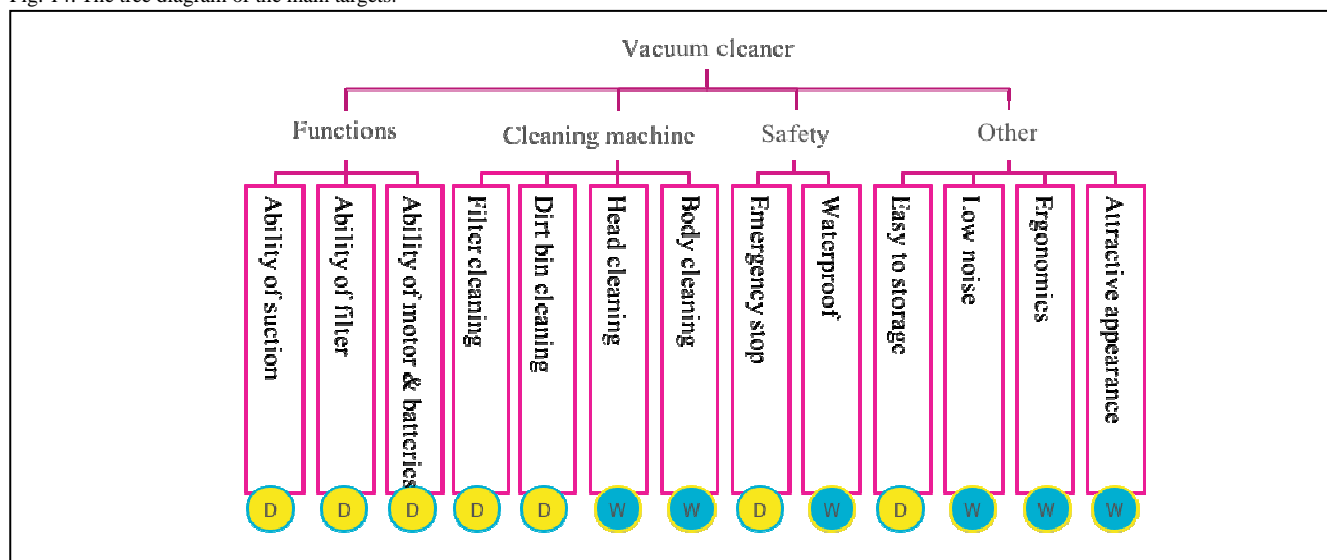 Fig. 14. The tree diagram of the main targets.
Vacuum cleaner
Functions
Cleaning machine
Safety
Other
Ability of suction
Ability of filter
Ability of motor & batteries
Filter cleaning
Dirt bin cleaning
Head cleaning
Body cleaning
Emergency stop
Waterproof
Easy to storage
Low noise
Ergonomics
Attractive appearance
D
D
D
D
D
W
W
D
W
D
W
W
W